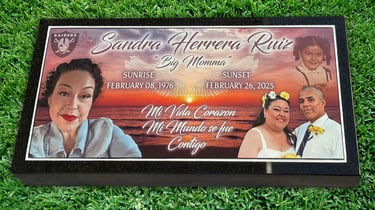 RAIDERS
Sandra Herrera Ruiz
Big Momma
SUNRISE SUNSET
FEBRUARY 08, 1976 FEBRUARY 26, 2025
Mi Vida Corazon
Mi Mundo se fue
Contigo